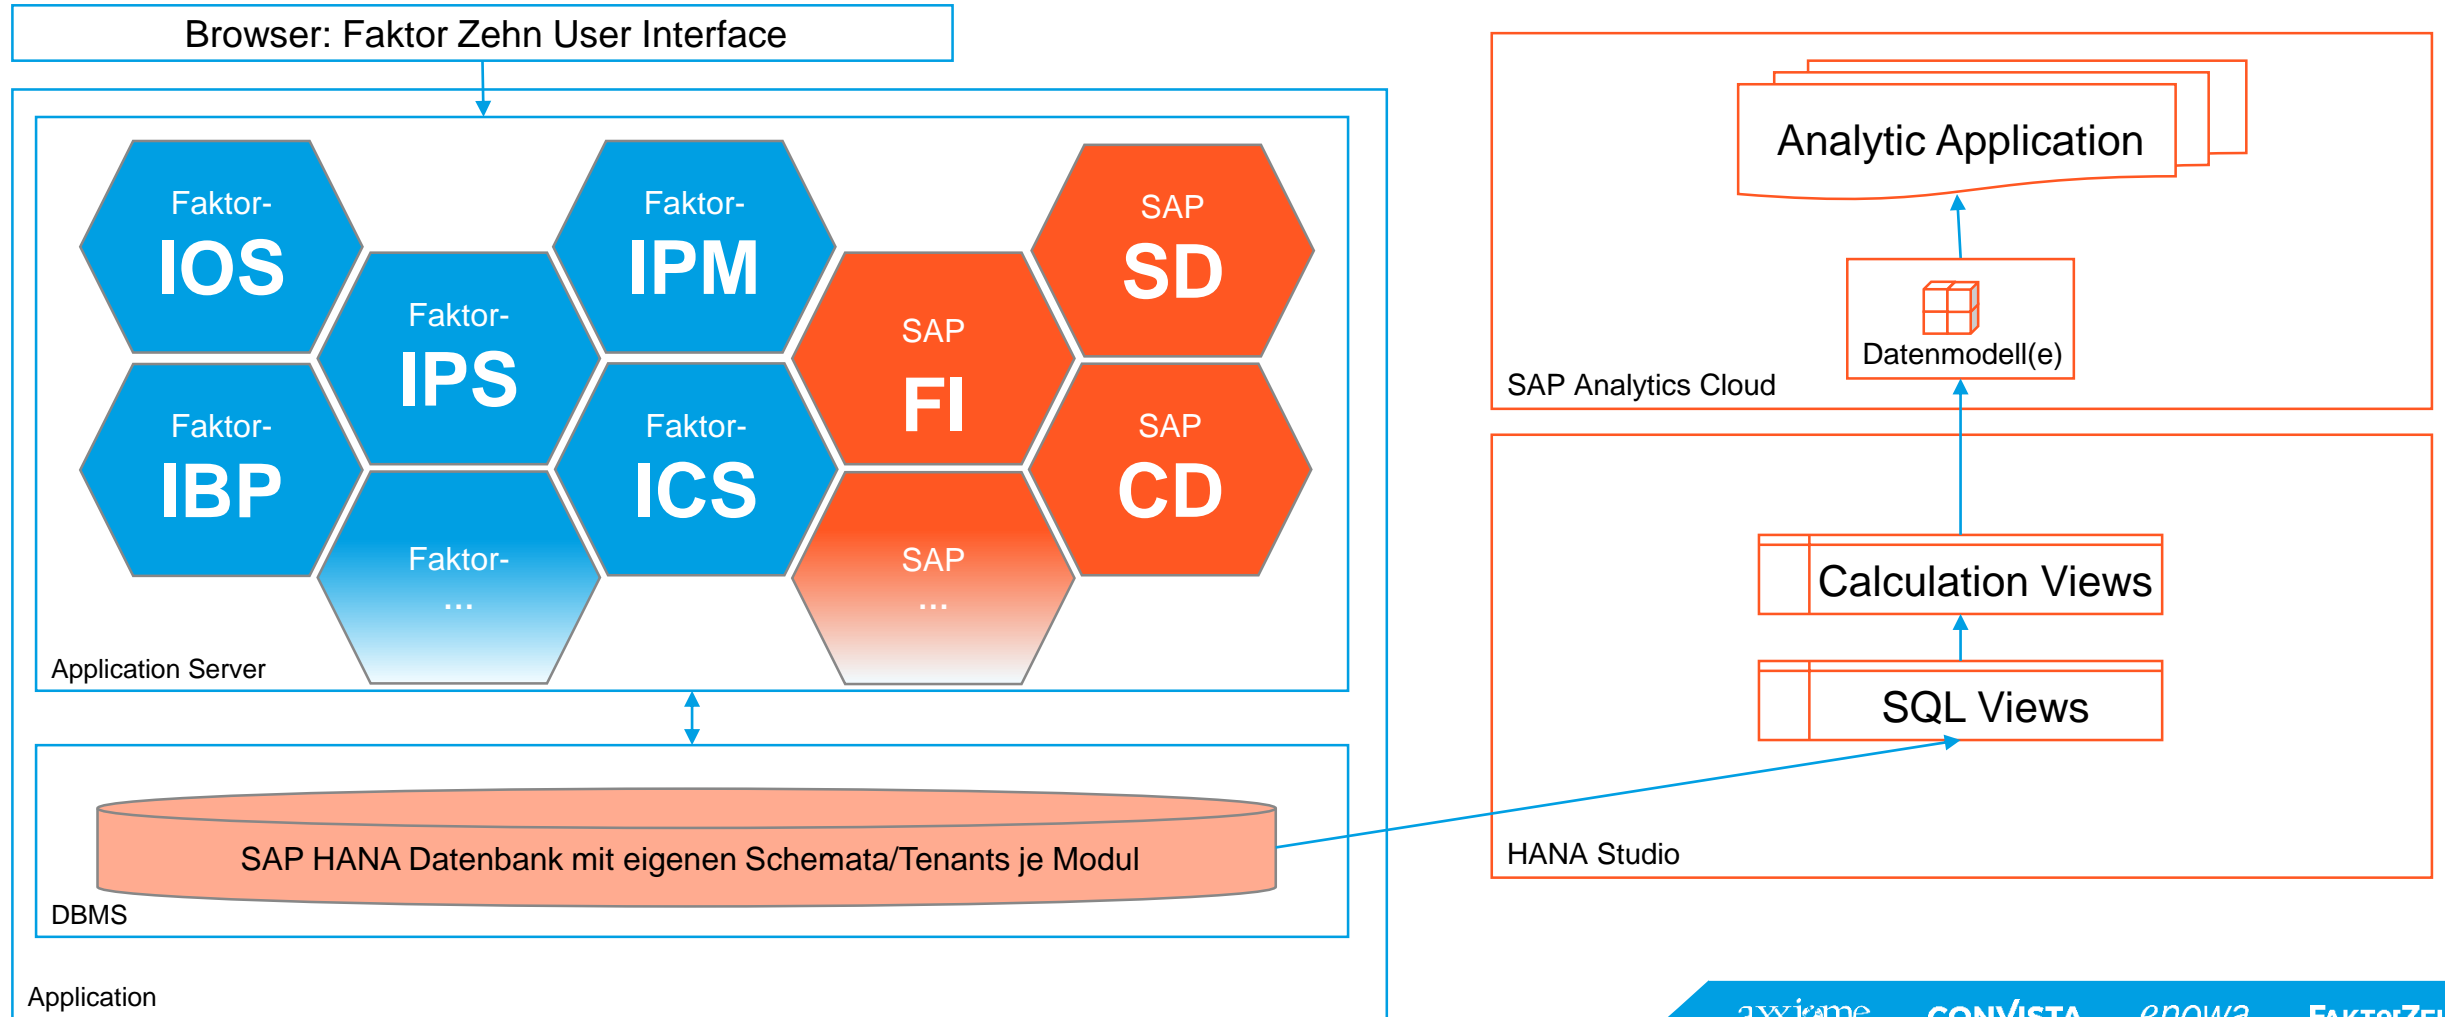 Browser: Faktor Zehn User Interface
Faktor-
IOS
Faktor-
IPM
SAP
SD
Faktor-
IPS
SAP
FI
Faktor-
IBP
Faktor-
ICS
SAP
CD
Faktor-
...
SAP
...
Application Server
SAP HANA Datenbank mit eigenen Schemata/Tenants je Modul
DBMS
Application
Analytic Application
Datenmodell(e)
SAP Analytics Cloud
Calculation Views
SQL Views
HANA Studio
axxiome
CONVISTA
enowa